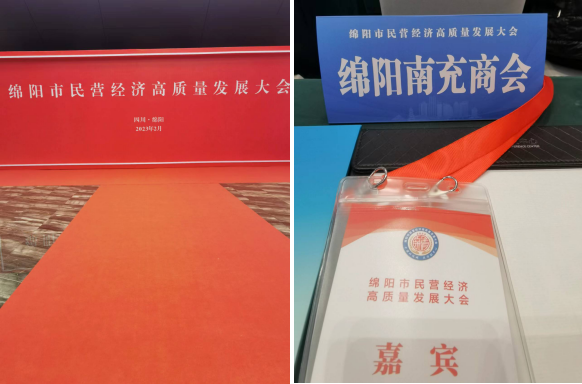 绵阳市民营经济高质量发展大会
四川·绵阳
2023年2月
绵阳市民营经济高质量发展大会
绵阳南充商会
绵阳市民营经济
高质量发展大会
嘉宾